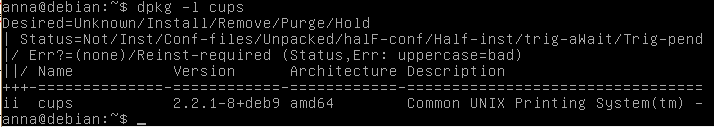 anna@debian:~$ dpkg -l cups
Desired=Unknown/Install/Remove/Purge/Hold
| Status=Not/Inst/Conf-files/Unpacked/halF-conf/Half-inst/trig-aWait/Trig-pend
|/ Err?=(none)/Reinst-required (Status,Err: uppercase=bad)
||/ Name           Version      Architecture Description
+++-==============-============-============-=================================
ii  cups           2.2.1-8+deb9 amd64        Common UNIX Printing System(tm) -
anna@debian:~$ _